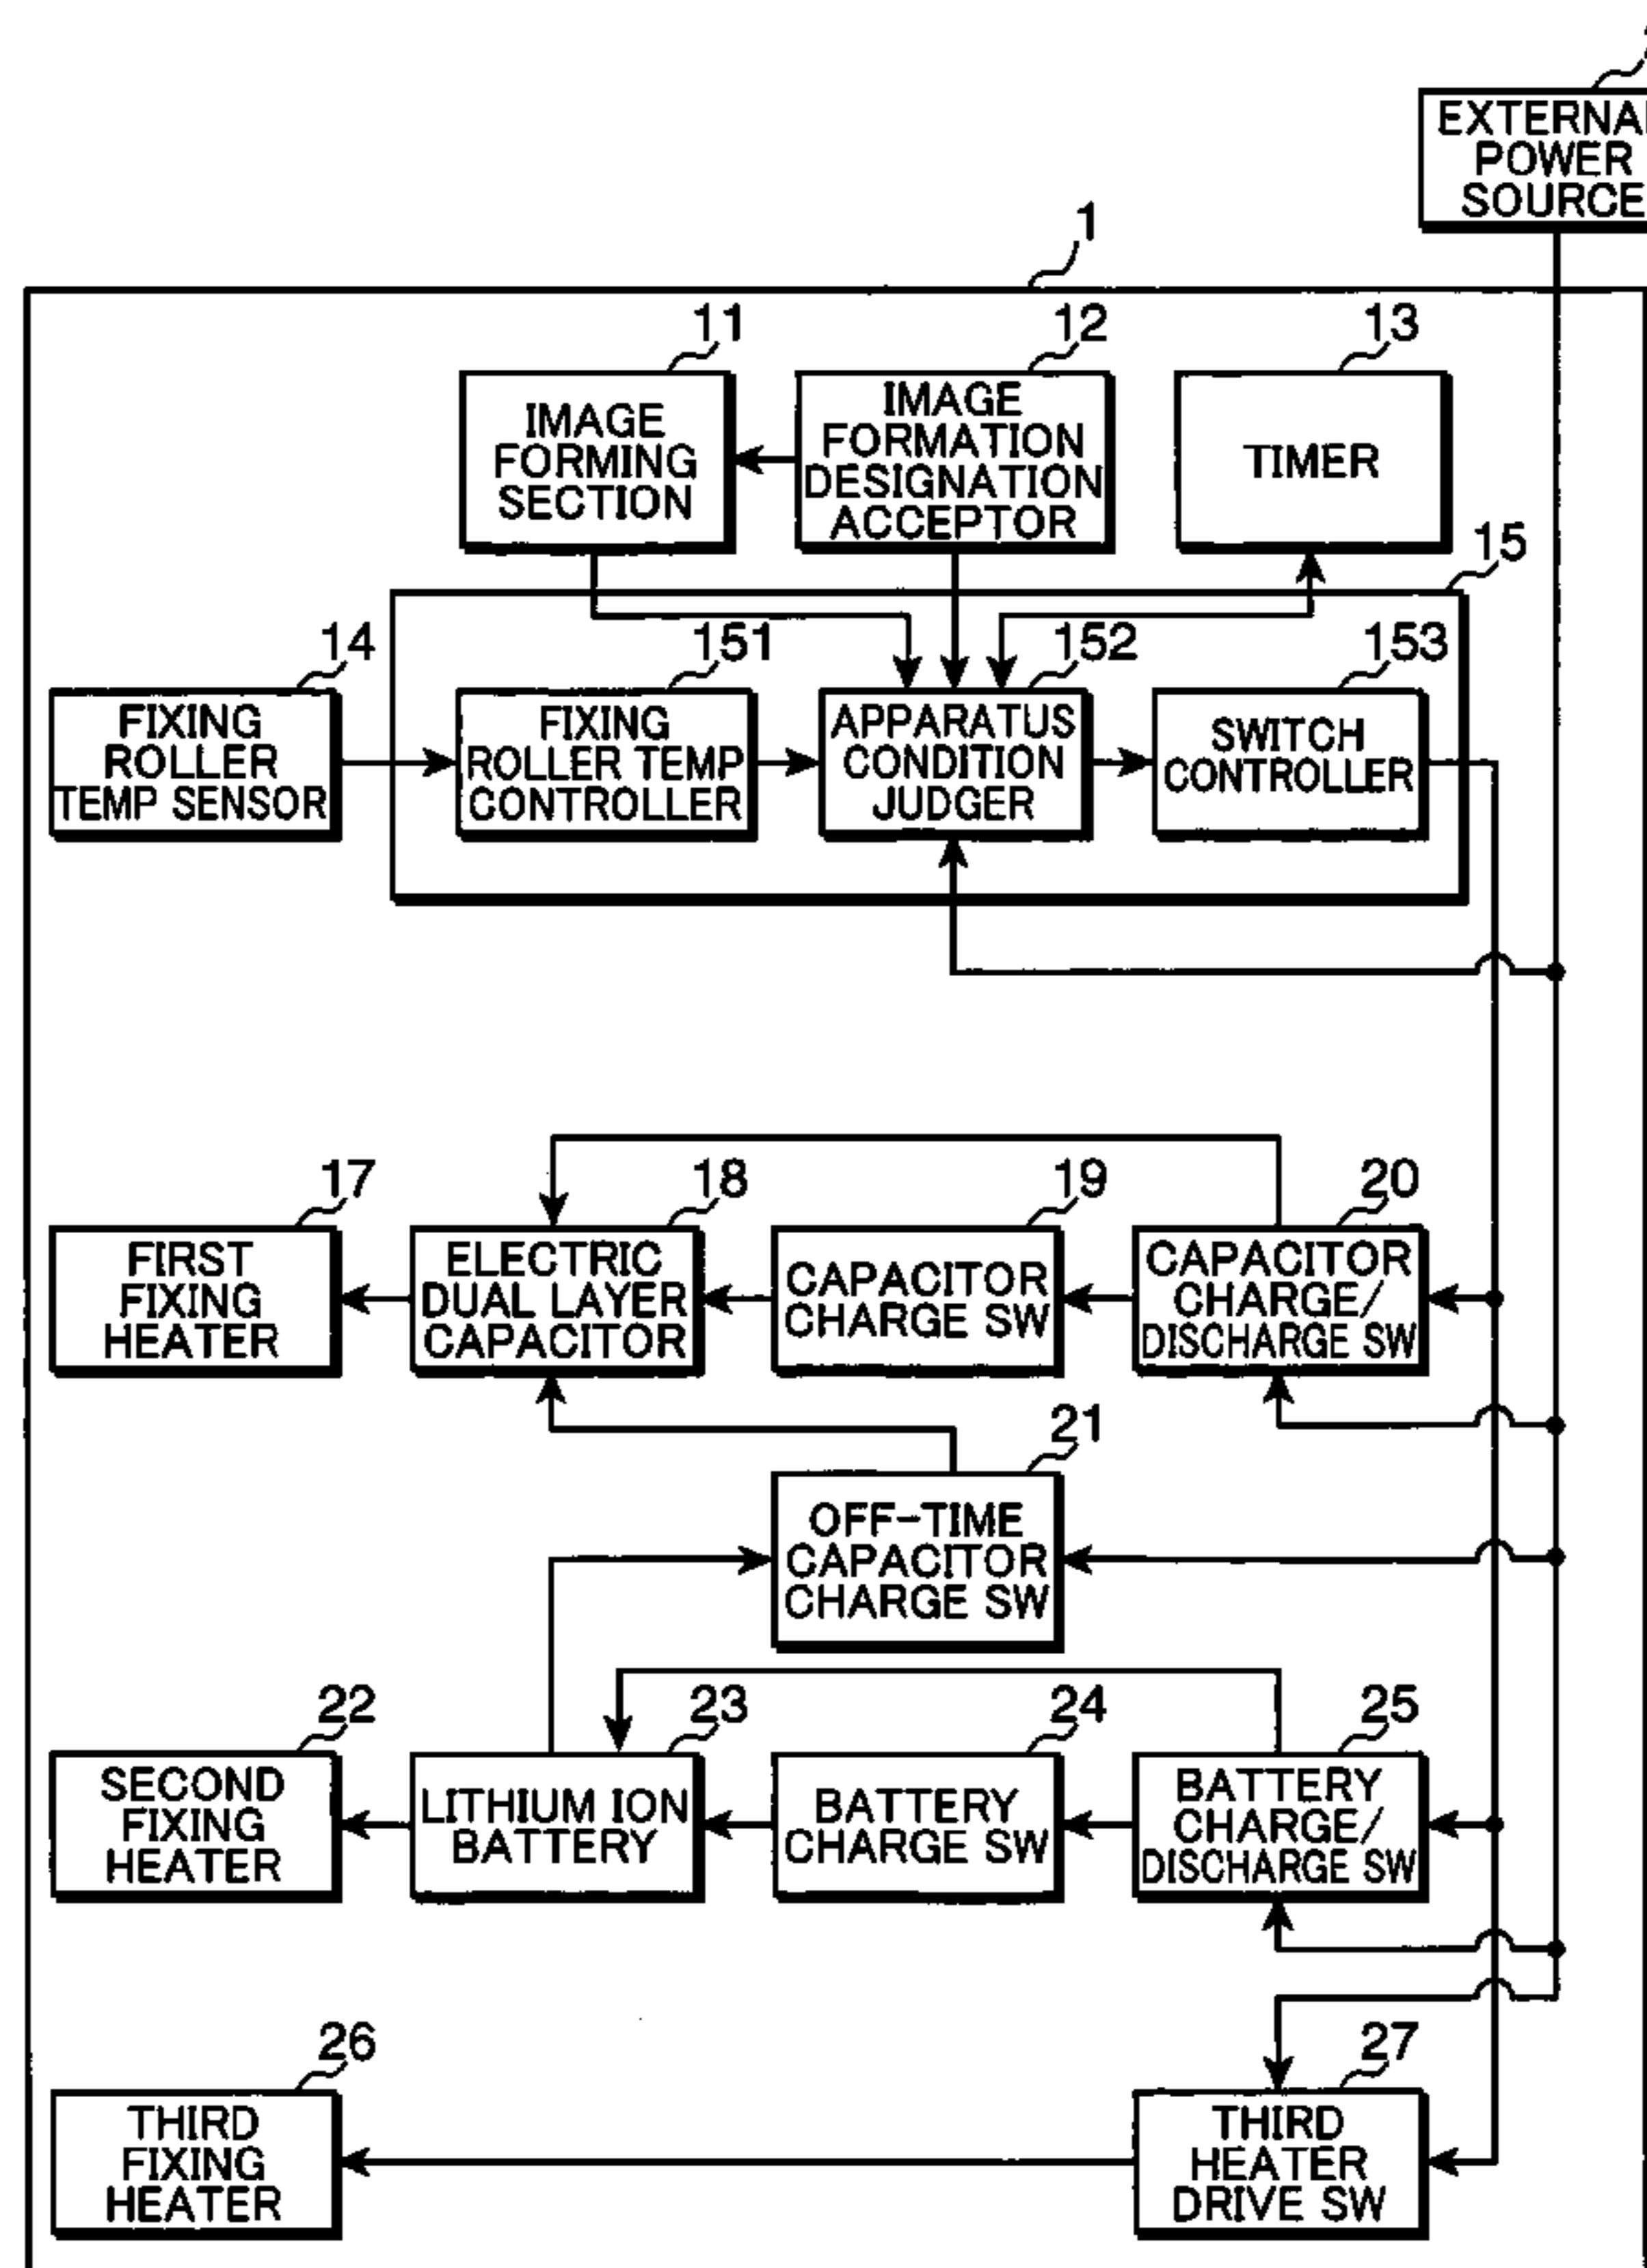 EXTERNAL
POWER
SOURCE
1
11
12
13
IMAGE
FORMING
SECTION
IMAGE
FORMATION
DESIGNATION
ACCEPTOR
TIMER
15
14
151
152
153
FIXING
ROLLER
TEMP SENSOR
FIXING
ROLLER TEMP
CONTROLLER
APPARATUS
CONDITION
JUDGER
SWITCH
CONTROLLER
17
18
19
20
FIRST
FIXING
HEATER
ELECTRIC
DUAL LAYER
CAPACITOR
CAPACITOR
CHARGE SW
CAPACITOR
CHARGE/
DISCHARGE SW
21
OFF-TIME
CAPACITOR
CHARGE SW
22
23
24
25
SECOND
FIXING
HEATER
LITHIUM ION
BATTERY
BATTERY
CHARGE SW
BATTERY
CHARGE/
DISCHARGE SW
26
27
THIRD
FIXING
HEATER
THIRD
HEATER
DRIVE SW